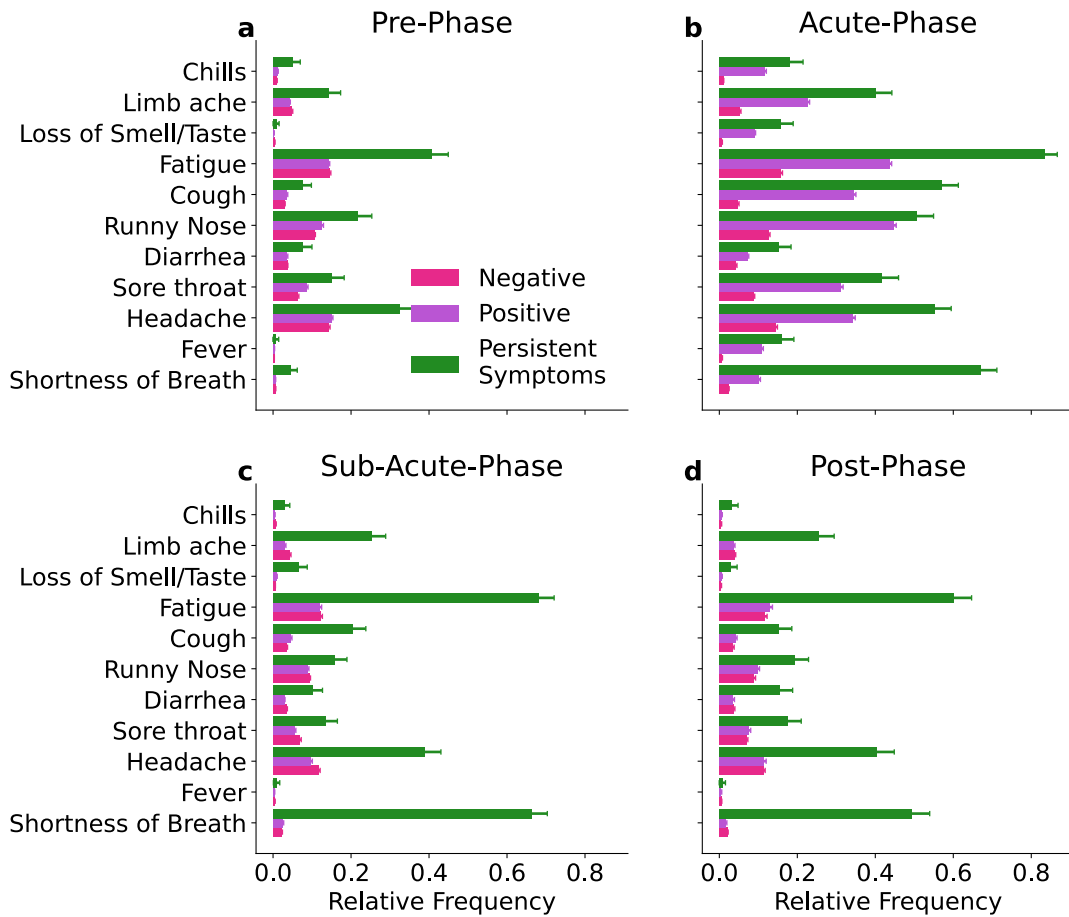 a Pre-Phase
b Acute-Phase
Chills
Limb ache
Loss of Smell/Taste
Fatigue
Cough
Runny Nose
Diarrhea
Sore throat
Headache
Fever
Shortness of Breath
Negative
Positive
Persistent
Symptoms
c Sub-Acute-Phase
d Post-Phase
Chills
Limb ache
Loss of Smell/Taste
Fatigue
Cough
Runny Nose
Diarrhea
Sore throat
Headache
Fever
Shortness of Breath
0.0 0.2 0.4 0.6 0.8
Relative Frequency
0.0 0.2 0.4 0.6 0.8
Relative Frequency